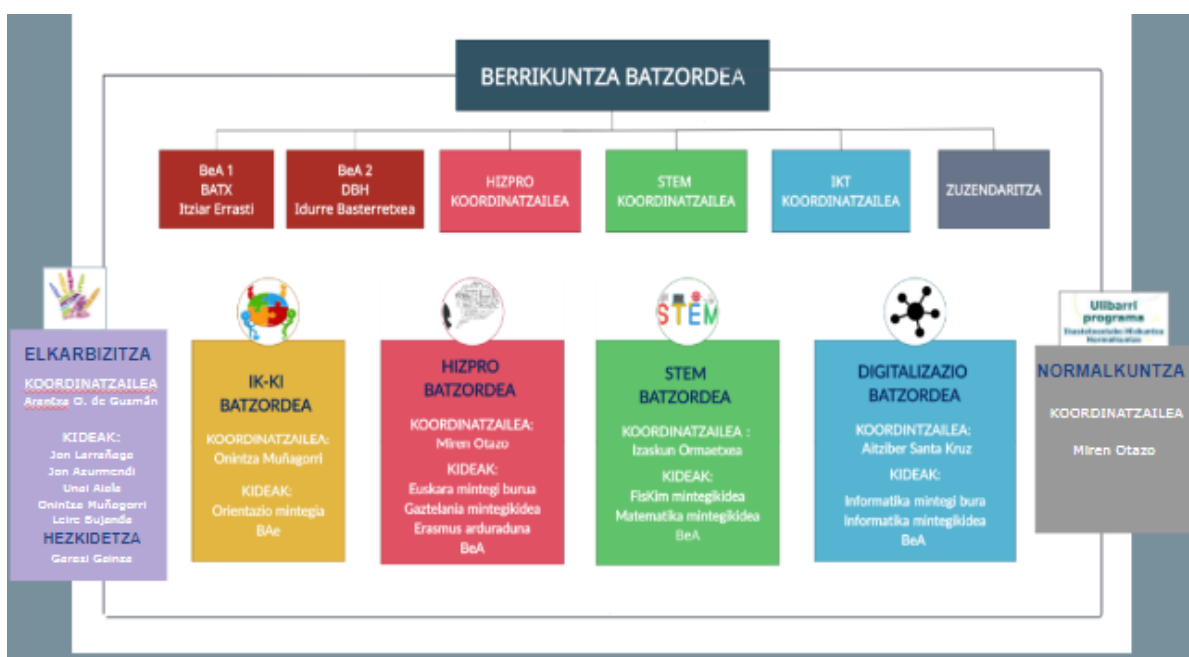 BERRIKUNTZA BATZORDEA
BeA 1
BATX
Itziar Errasti
BeA 2
DBH
Idurre Basterretxea
HIZPRO
KOORDINATZAILEA
STEM
KOORDINATZAILEA
IKT
KOORDINATZAILEA
ZUZENDARITZA
ELKARBIZITZA
KOORDINATZAILEA
Arantza O. de Guzmán
KIDEAK:
Jon Larrañaga
Jon Azurmendi
Unai Aiala
Onintza Muñagorri
Leire Bujanda
HEZKIDETZA
Garazi Gainza
IK-KI
BATZORDEA
KOORDINATZAILEA:
Onintza Muñagorri
KIDEAK:
Orientazio mintegia
BAe
HIZPRO
BATZORDEA
KOORDINATZAILEA:
Miren Otazo
KIDEAK:
Euskara mintegi burua
Gaztelania mintegikidea
Erasmus arduraduna
BeA
STEM
STEM
BATZORDEA
KOORDINATZAILEA :
Izaskun Ormaetxea
KIDEAK:
FisKim mintegikidea
Matematika mintegikidea
BeA
DIGITALIZAZIO
BATZORDEA
KOORDINTZAILEA:
Aitziber Santa Kruz
KIDEAK:
Informatika mintegi bura
Informatika mintegikidea
BeA
Ulibarri
programa
NORMALKUNTZA
KOORDINATZAILEA
Miren Otazo